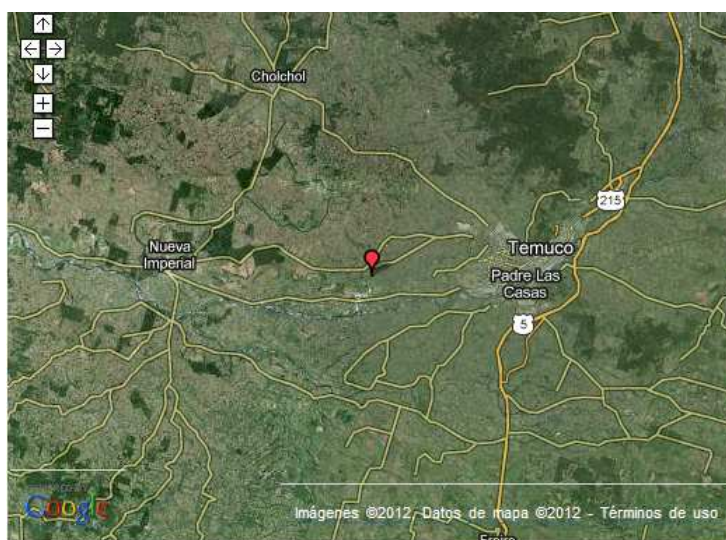 Cholchol
215
Nueva
Imperial
Temuco
Padre Las
Casas
5
Google
Imágenes ©2012, Datos de mapa ©2012 - Términos de uso